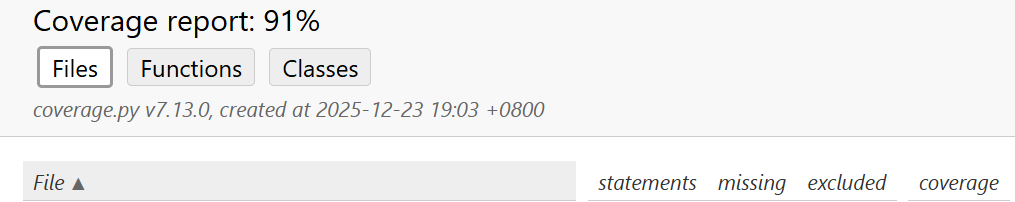 Coverage report: 91%
Files Functions Classes
coverage.py v7.13.0, created at 2025-12-23 19:03 +0800
File ▲ statements missing excluded coverage